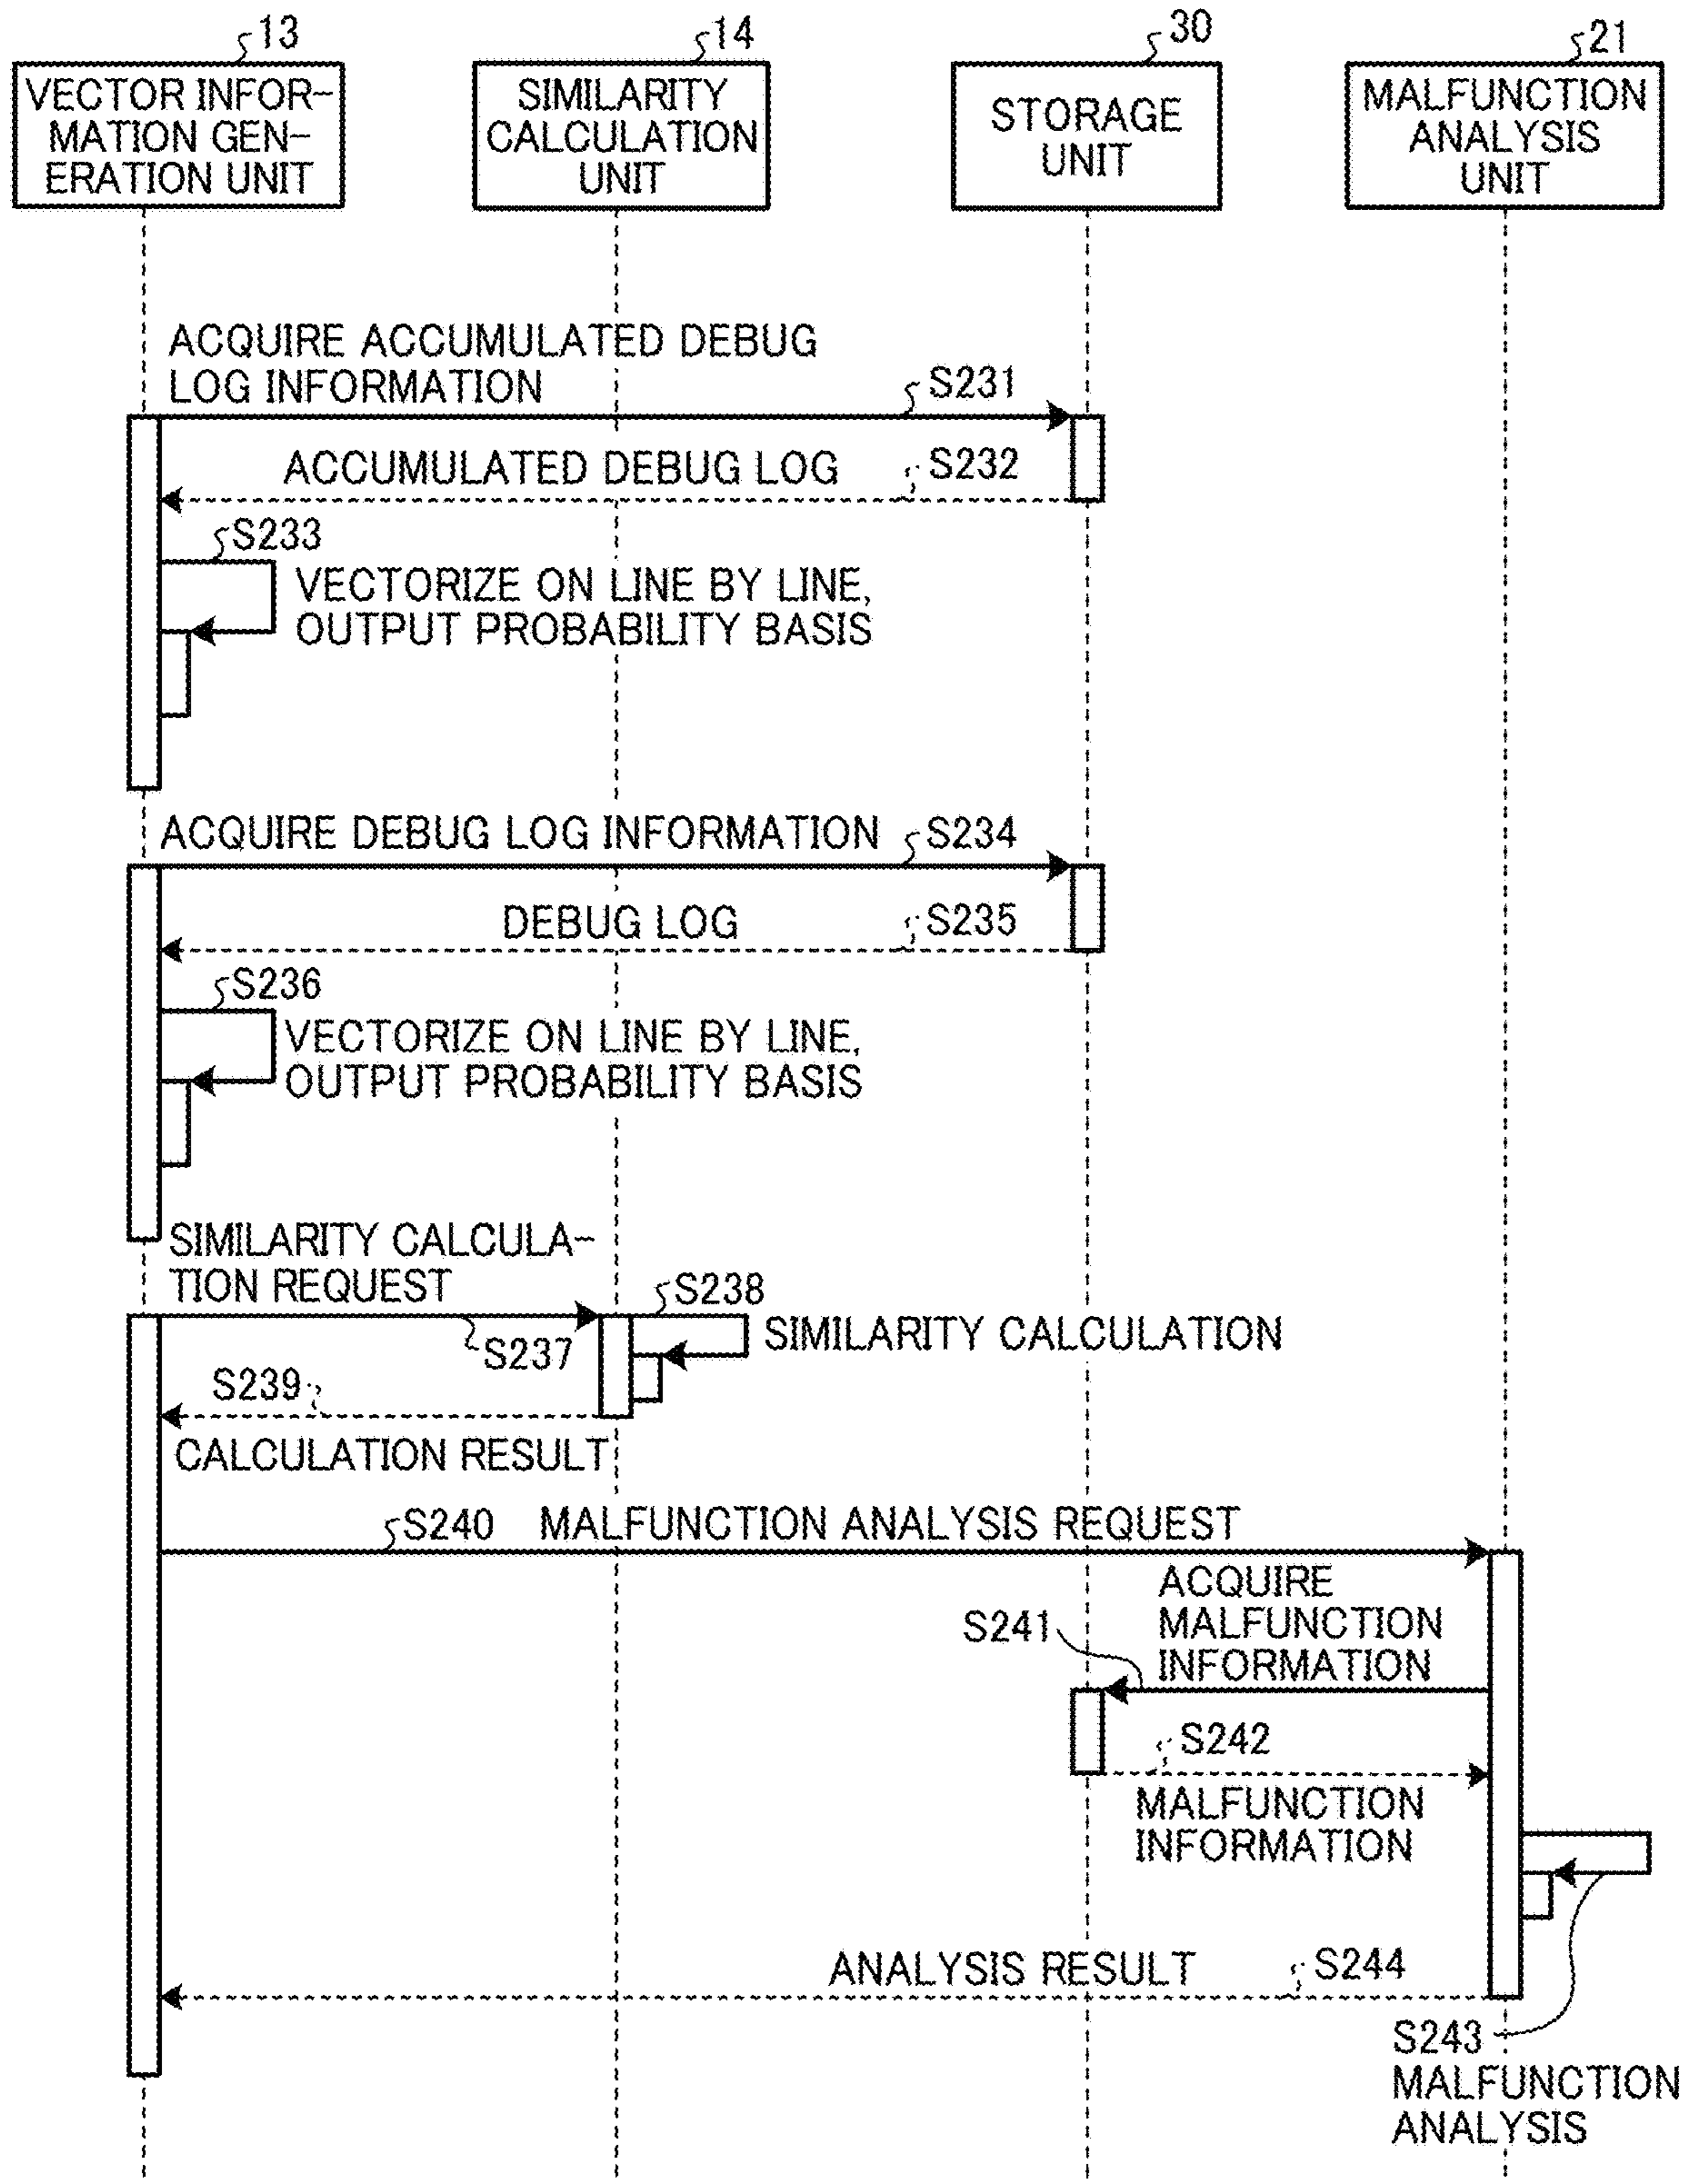 13
14
30
21
VECTOR INFOR-
MATION GEN-
ERATION UNIT
SIMILARITY
CALCULATION
UNIT
STORAGE
UNIT
MALFUNCTION
ANALYSIS
UNIT
ACQUIRE ACCUMULATED DEBUG
LOG INFORMATION
S231
ACCUMULATED DEBUG LOG
S232
S233
VECTORIZE ON LINE BY LINE,
OUTPUT PROBABILITY BASIS
ACQUIRE DEBUG LOG INFORMATION
S234
DEBUG LOG
S235
S236
VECTORIZE ON LINE BY LINE,
OUTPUT PROBABILITY BASIS
SIMILARITY CALCULA-
TION REQUEST
S238
SIMILARITY CALCULATION
S237
S239
CALCULATION RESULT
S240
MALFUNCTION ANALYSIS REQUEST
ACQUIRE
MALFUNCTION
INFORMATION
S241
S242
MALFUNCTION
INFORMATION
ANALYSIS RESULT
S244
S243
MALFUNCTION
ANALYSIS